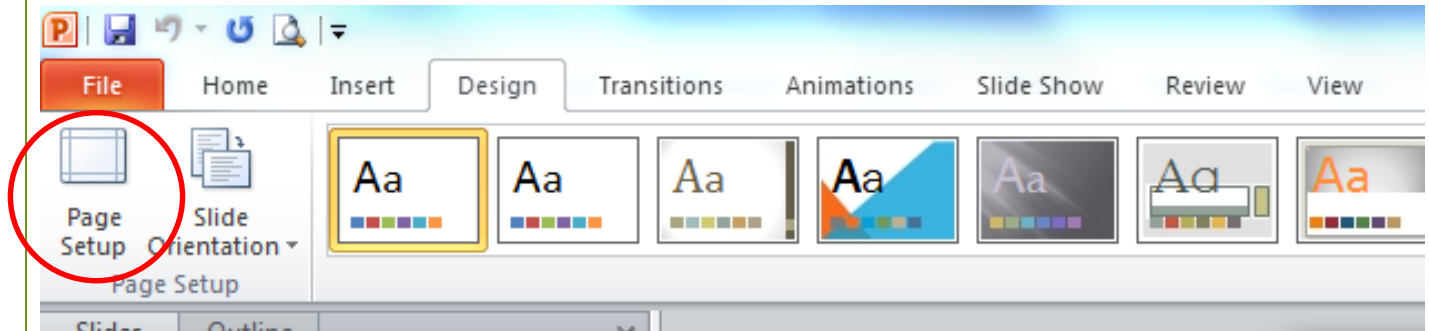 File Home Insert Design Transitions Animations Slide Show Review View
Aa Aa Aa Aa Aa Aa Aa
Page Slide
Setup Orientation
Page Setup
Slides Outline